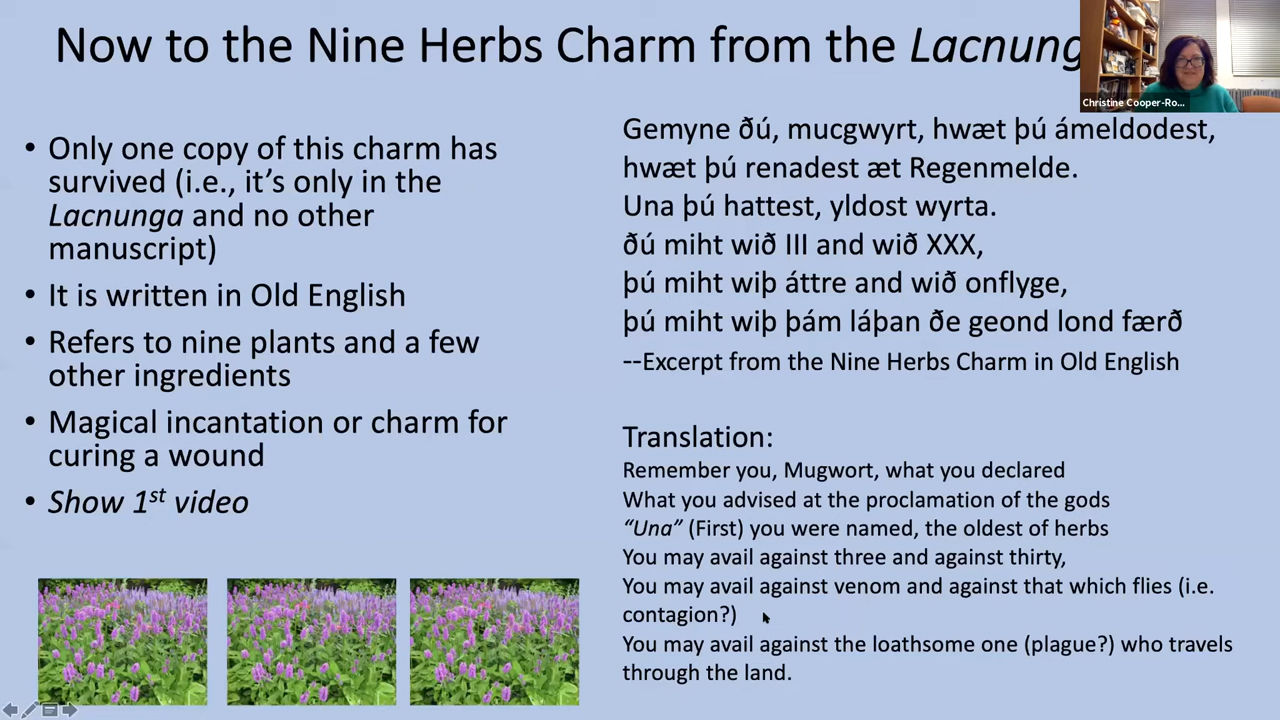 Now to the Nine Herbs Charm from the Lacnung
Christine Cooper-Ro...
• Only one copy of this charm has
survived (i.e., it’s only in the
Lacnunga and no other
manuscript)
• It is written in Old English
• Refers to nine plants and a few
other ingredients
• Magical incantation or charm for
curing a wound
• Show 1st video
Gemyne ðú, mucgwyrt, hwæt þú ámeldodest,
hwæt þú renadest æt Regenmelde.
Una þú hattest, yldost wyrta.
ðú miht wið III and wið XXX,
þú miht wiþ áttre and wið onflyge,
þú miht wiþ þám láþan ðe geond lond færð
--Excerpt from the Nine Herbs Charm in Old English
Translation:
Remember you, Mugwort, what you declared
What you advised at the proclamation of the gods
“Una” (First) you were named, the oldest of herbs
You may avail against three and against thirty,
You may avail against venom and against that which flies (i.e.
contagion?)
You may avail against the loathsome one (plague?) who travels
through the land.